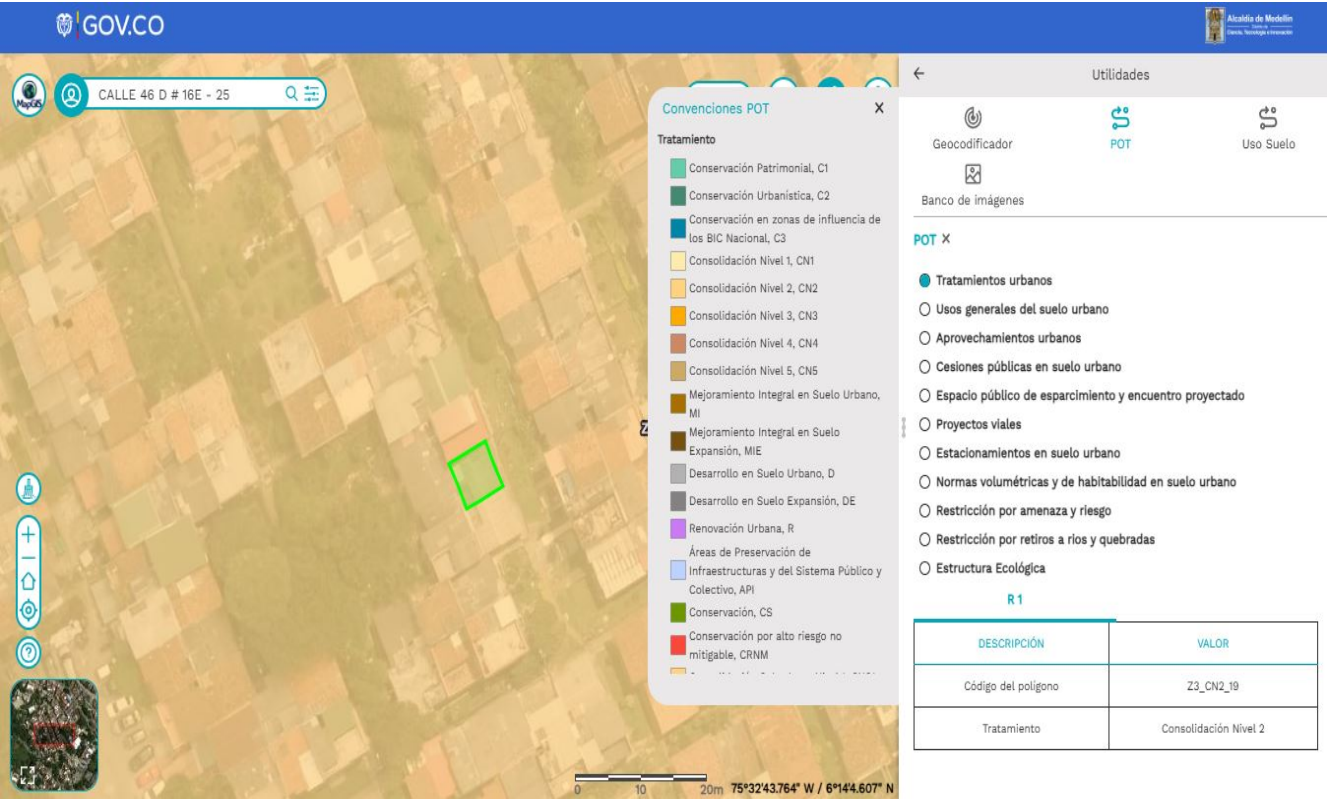 GOV.CO
Alcaldía de Medellín
Ciencia, Tecnología e Innovación
MapGIS
CALLE 46 D # 16E - 25
Convenciones POT
X
Tratamiento
Conservación Patrimonial, C1
Conservación Urbanística, C2
Conservación en zonas de influencia de
los BIC Nacional, C3
Consolidación Nivel 1, CN1
Consolidación Nivel 2, CN2
Consolidación Nivel 3, CN3
Consolidación Nivel 4, CN4
Consolidación Nivel 5, CN5
Mejoramiento Integral en Suelo Urbano,
MI
Mejoramiento Integral en Suelo
Expansión, MIE
Desarrollo en Suelo Urbano, D
Desarrollo en Suelo Expansión, DE
Renovación Urbana, R
Áreas de Preservación de
Infraestructuras y del Sistema Público y
Colectivo, API
Conservación, CS
Conservación por alto riesgo no
mitigable, CRNM
Z
0 10 20m
75°32'43.764" W / 6°14'4.607" N
Utilidades
Geocodificador
POT
Uso Suelo
Banco de imágenes
POT X
Tratamientos urbanos
Usos generales del suelo urbano
Aprovechamientos urbanos
Cesiones públicas en suelo urbano
Espacio público de esparcimiento y encuentro proyectado
Proyectos viales
Estacionamientos en suelo urbano
Normas volumétricas y de habitabilidad en suelo urbano
Restricción por amenaza y riesgo
Restricción por retiros a rios y quebradas
Estructura Ecológica
R 1
DESCRIPCIÓN VALOR
Código del polígono Z3_CN2_19
Tratamiento Consolidación Nivel 2